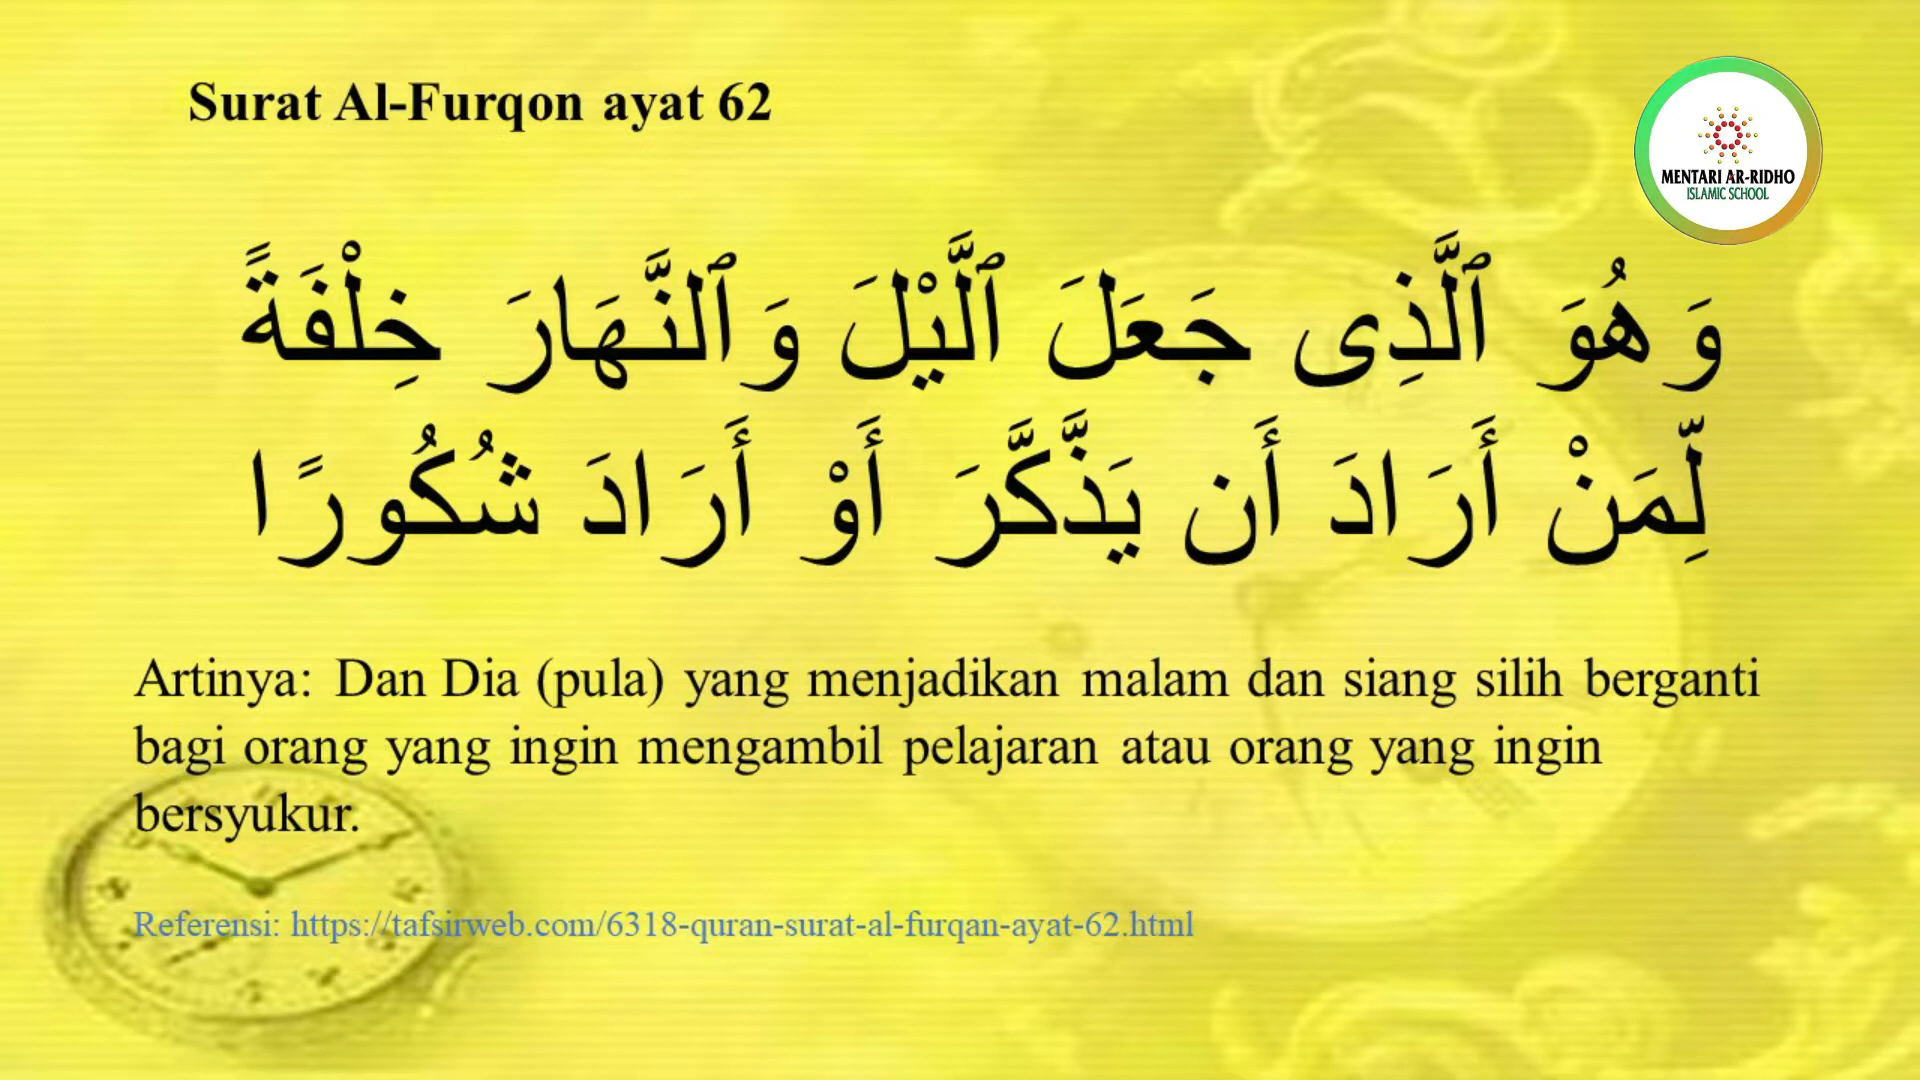 Surat Al-Furqon ayat 62
MENTARI AR-RIDHO
ISLAMIC SCHOOL
وَهُوَ ٱلَّذِى جَعَلَ ٱلَّيْلَ وَٱلنَّهَارَ خِلْفَةً
لِّمَنْ أَرَادَ أَن يَذَّكَّرَ أَوْ أَرَادَ شُكُورًا
Artinya: Dan Dia (pula) yang menjadikan malam dan siang silih berganti
bagi orang yang ingin mengambil pelajaran atau orang yang ingin
bersyukur.
Referensi: https://tafsirweb.com/6318-quran-surat-al-furqan-ayat-62.html